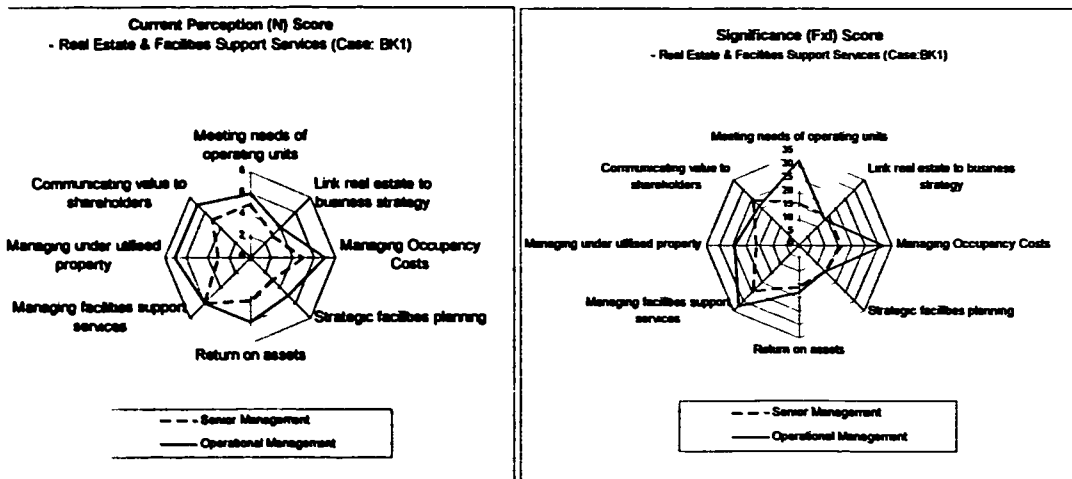 Current Perception (N) Score
- Real Estate & Facilities Support Services (Case: BK1)
Meeting needs of
operating units
Communicating value to
shareholders
Link real estate to
business strategy
Managing under utilised
property
Managing Occupancy
Costs
Managing facilities support
services
Strategic facilities planning
Return on assets
2
Senior Management
Operational Management
Significance (Fxf) Score
- Real Estate & Facilities Support Services (Case:BK1)
Meeting needs of operating units
35
30
25
20
15
10
5
Communicating value to
shareholders
Link real estate to business
strategy
Managing under utilised property
Managing Occupancy Costs
Managing facilities support
services
Strategic facilities planning
Return on assets
Senior Management
Operational Management